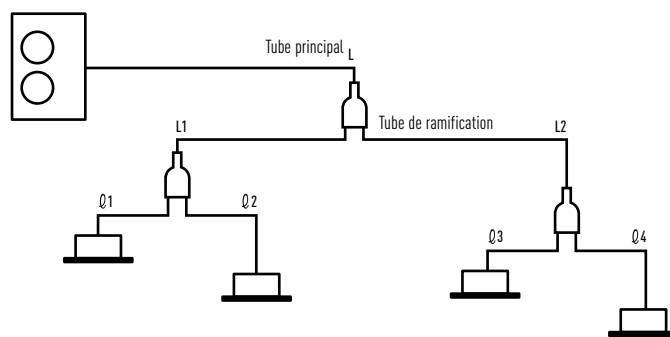 Tube principal L
Tube de ramification
L1
L2
ℓ1
ℓ2
ℓ3
ℓ4